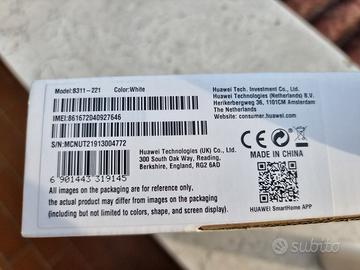 Model:B311-221 Color:White
IMEI:861672040927646
S/N:MCNUT21913004772
Huawei Technologies (UK) Co., Ltd.
300 South Oak Way, Reading,
Berkshire, England, RG2 6AD
6 901443 319145
All images on the packaging are for reference only,
the actual product may differ from images on the packaging
(including but not limited to colors, shape, and screen display).
Huawei Tech. Investment Co., Ltd.
Huawei Technologies (Netherlands) B.V.
Herikerbergweg 36, 1101CM Amsterdam
The Netherlands
Website: consumer.huawei.com
CE
MADE IN CHINA
HUAWEI SmartHome APP
subito